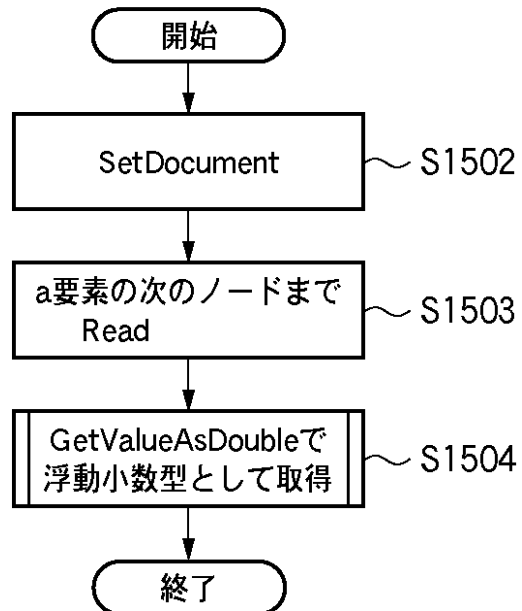 開始
SetDocument
S1502
a要素の次のノードまで
Read
S1503
GetValueAsDoubleで
浮動小数型として取得
S1504
終了